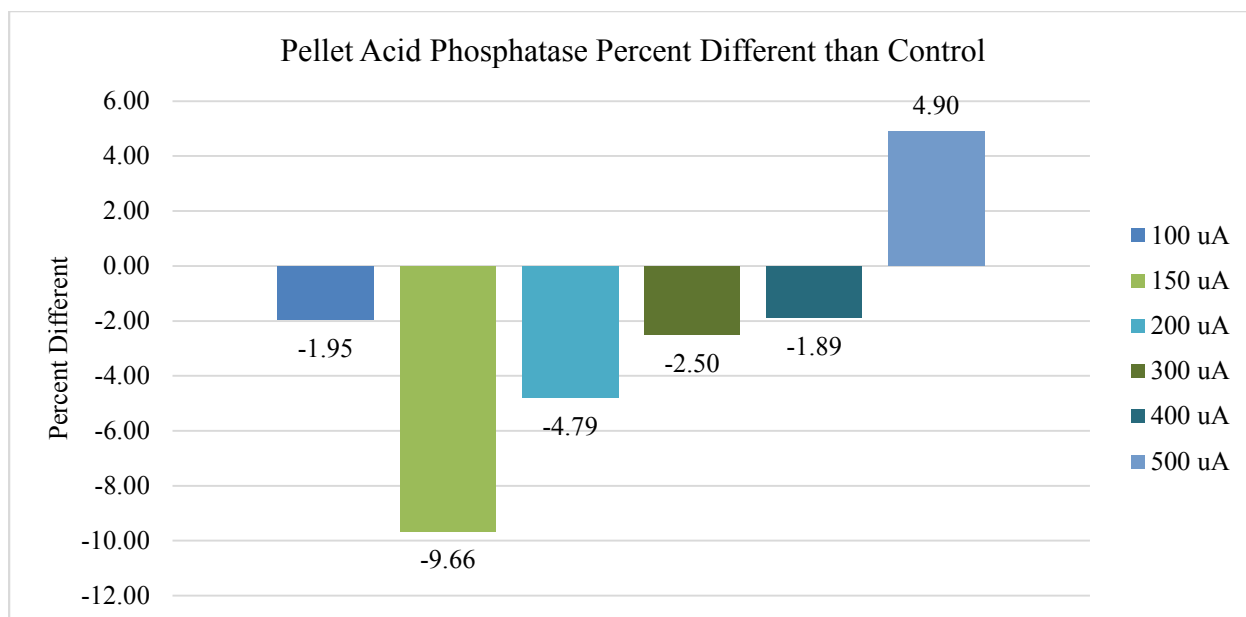 Pellet Acid Phosphatase Percent Different than Control
Percent Different
6.00
4.00
2.00
0.00
-2.00
-4.00
-6.00
-8.00
-10.00
-12.00
-1.95
-9.66
-4.79
-2.50
-1.89
4.90
100 uA
150 uA
200 uA
300 uA
400 uA
500 uA